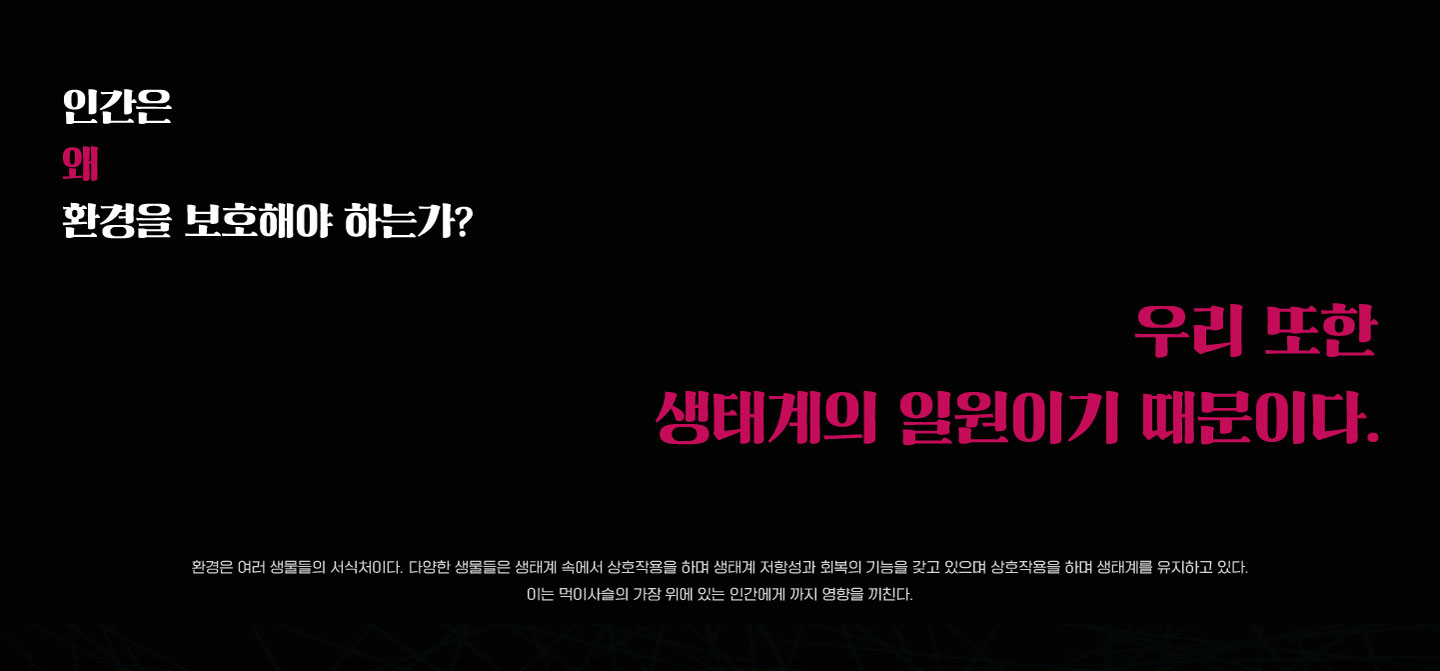 인간은
왜
환경을 보호해야 하는가?
우리 또한
생태계의 일원이기 때문이다.
환경은 여러 생물들의 서식처이다. 다양한 생물들은 생태계 속에서 상호작용을 하며 생태계 저항성과 회복의 기능을 갖고 있으며 상호작용을 하며 생태계를 유지하고 있다.
이는 먹이사슬의 가장 위에 있는 인간에게 까지 영향을 끼친다.